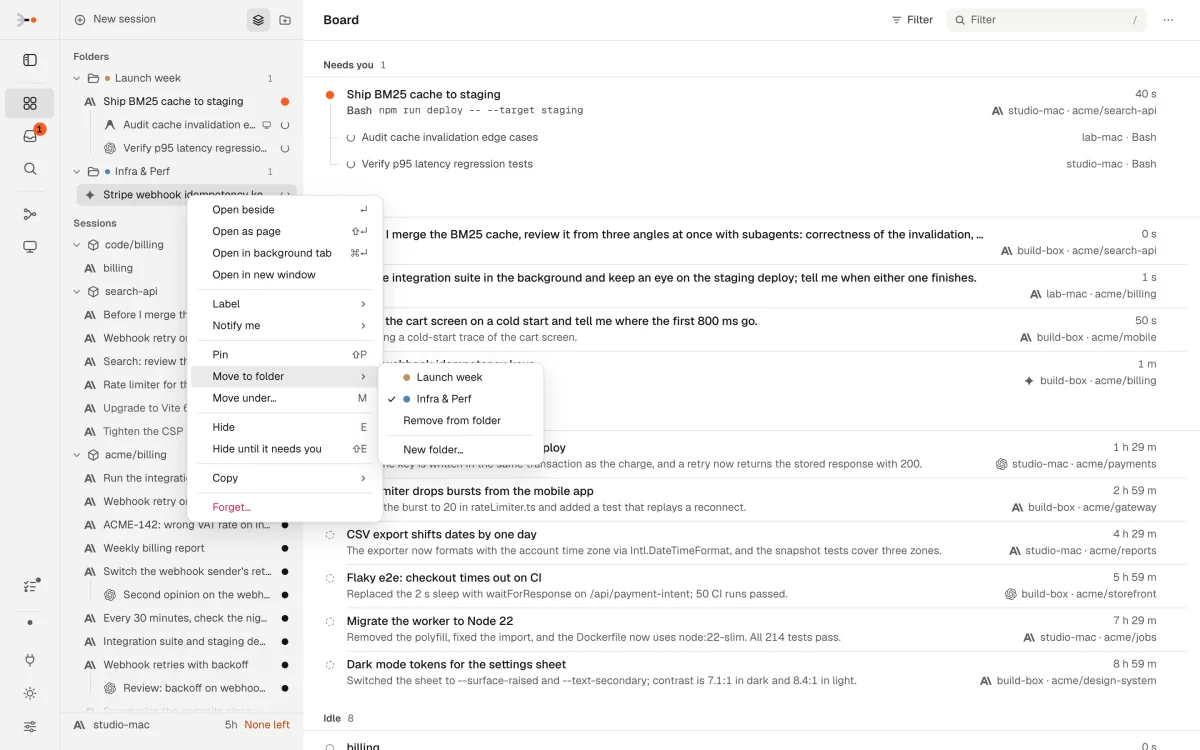 New session
Board
Filter
Filter
/
Folders
Launch week
1
Ship BM25 cache to staging
Audit cache invalidation e...
Verify p95 latency regressio...
Infra & Perf
1
Stripe webhook idempotency ke
Sessions
code/billing
billing
search-api
Before I merge th
Webhook retry
Search: review th
Rate limiter for
Upgrade to Vite 6
Tighten the CSP
acme/billing
Run the integrati
Webhook retry
ACME-142: wrong VAT rate on in...
Weekly billing report
Switch the webhook sender's ret...
Second opinion on the webh...
Every 30 minutes, check the nig...
Integration suite and staging de...
Webhook retries with backoff
Review: backoff on webhoo...
studio-mac
5h None left
1
Open beside ↵
Open as page ⇧↵
Open in background tab ⌘↵
Open in new window
Label
Notify me
Pin ⇧P
Move to folder
Move under... M
Hide E
Hide until it needs you ⇧E
Copy
Forget...
Launch week
Infra & Perf
Remove from folder
New folder...
Needs you 1
Ship BM25 cache to staging 40 s
Bash npm run deploy -- --target staging studio-mac · acme/search-api
Audit cache invalidation edge cases lab-mac · Bash
Verify p95 latency regression tests studio-mac · Bash
I merge the BM25 cache, review it from three angles at once with subagents: correctness of the invalidation, ... 0 s
build-box · acme/search-api
integration suite in the background and keep an eye on the staging deploy; tell me when either one finishes. 1 s
lab-mac · acme/billing
the cart screen on a cold start and tell me where the first 800 ms go. 50 s
a cold-start trace of the cart screen. build-box · acme/mobile
1 m
build-box · acme/billing
1 h 29 m
key is written in the same transaction as the charge, and a retry now returns the stored response with 200. studio-mac · acme/payments
drops bursts from the mobile app 2 h 59 m
the burst to 20 in rateLimiter.ts and added a test that replays a reconnect. build-box · acme/gateway
CSV export shifts dates by one day 4 h 29 m
The exporter now formats with the account time zone via Intl.DateTimeFormat, and the snapshot tests cover three zones. studio-mac · acme/reports
Flaky e2e: checkout times out on CI 5 h 59 m
Replaced the 2 s sleep with waitForResponse on /api/payment-intent; 50 CI runs passed. build-box · acme/storefront
Migrate the worker to Node 22 7 h 29 m
Removed the polyfill, fixed the import, and the Dockerfile now uses node:22-slim. All 214 tests pass. studio-mac · acme/jobs
Dark mode tokens for the settings sheet 8 h 59 m
Switched the sheet to --surface-raised and --text-secondary; contrast is 7.1:1 in dark and 8.4:1 in light. build-box · acme/design-system
Idle 8
billing 0 s